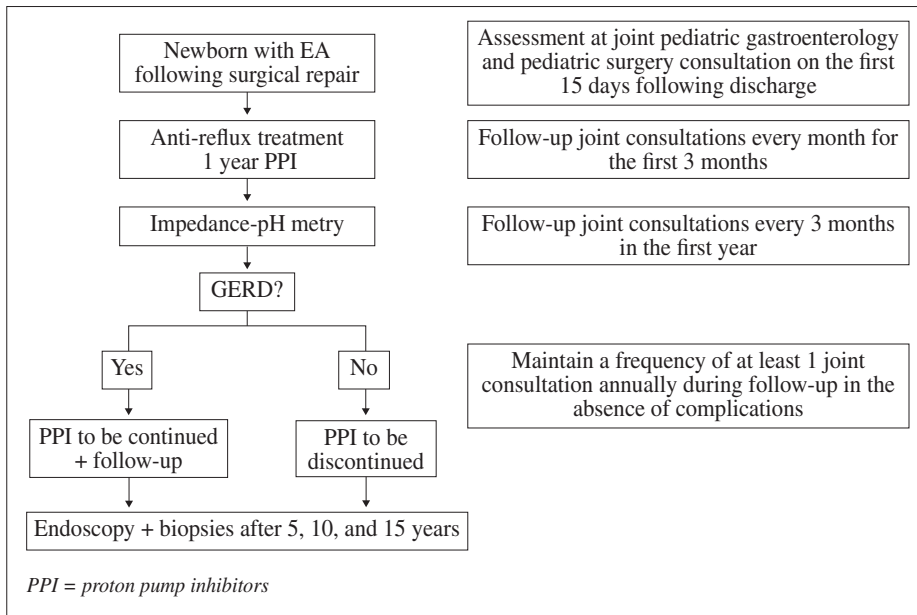 Newborn with EA
following surgical repair
Assessment at joint pediatric gastroenterology
and pediatric surgery consultation on the first
15 days following discharge
Anti-reflux treatment
1 year PPI
Follow-up joint consultations every month for
the first 3 months
Impedance-pH metry
Follow-up joint consultations every 3 months
in the first year
GERD?
Yes
No
Maintain a frequency of at least 1 joint
consultation annually during follow-up in the
absence of complications
PPI to be continued
+ follow-up
PPI to be
discontinued
Endoscopy + biopsies after 5, 10, and 15 years
PPI = proton pump inhibitors